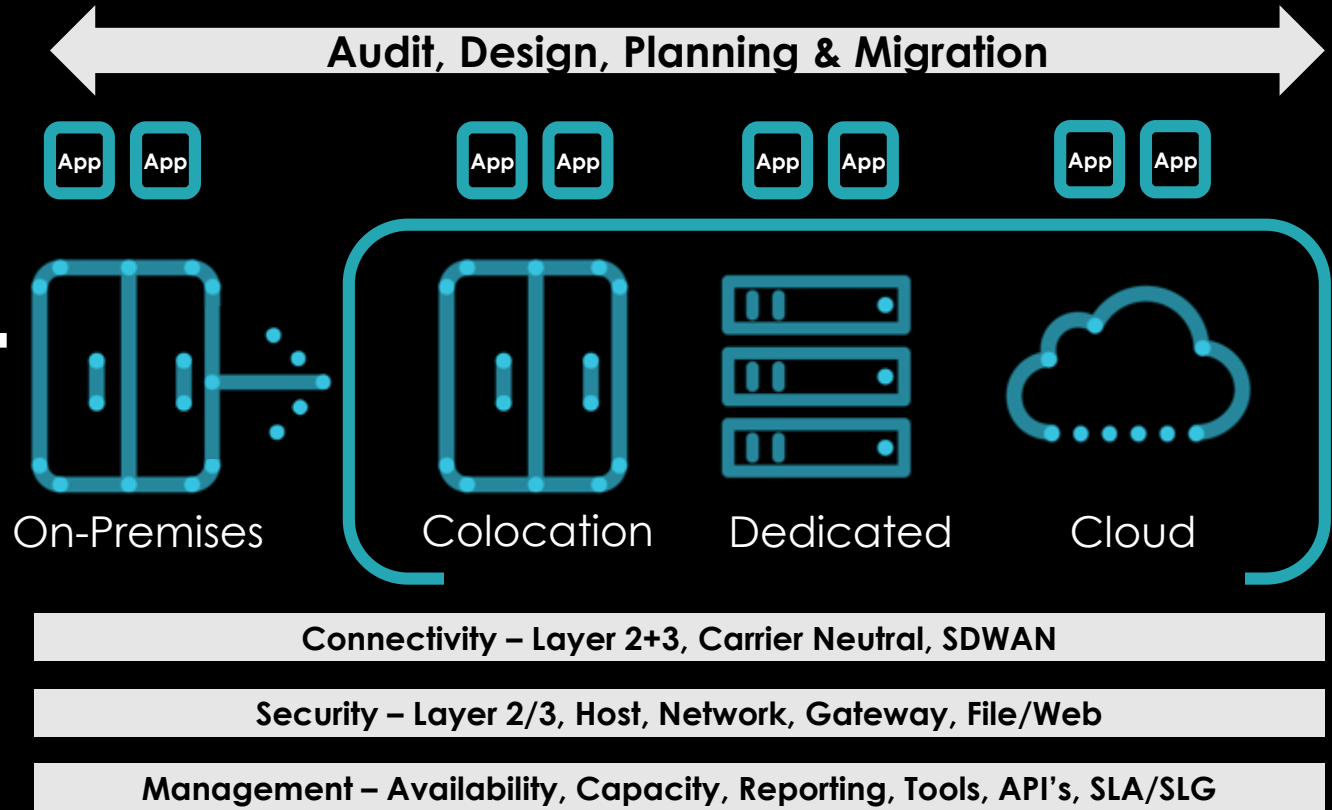 Audit, Design, Planning & Migration
App App App App App App App App
On-Premises Colocation Dedicated Cloud
Connectivity – Layer 2+3, Carrier Neutral, SDWAN
Security – Layer 2/3, Host, Network, Gateway, File/Web
Management – Availability, Capacity, Reporting, Tools, API's, SLA/SLG